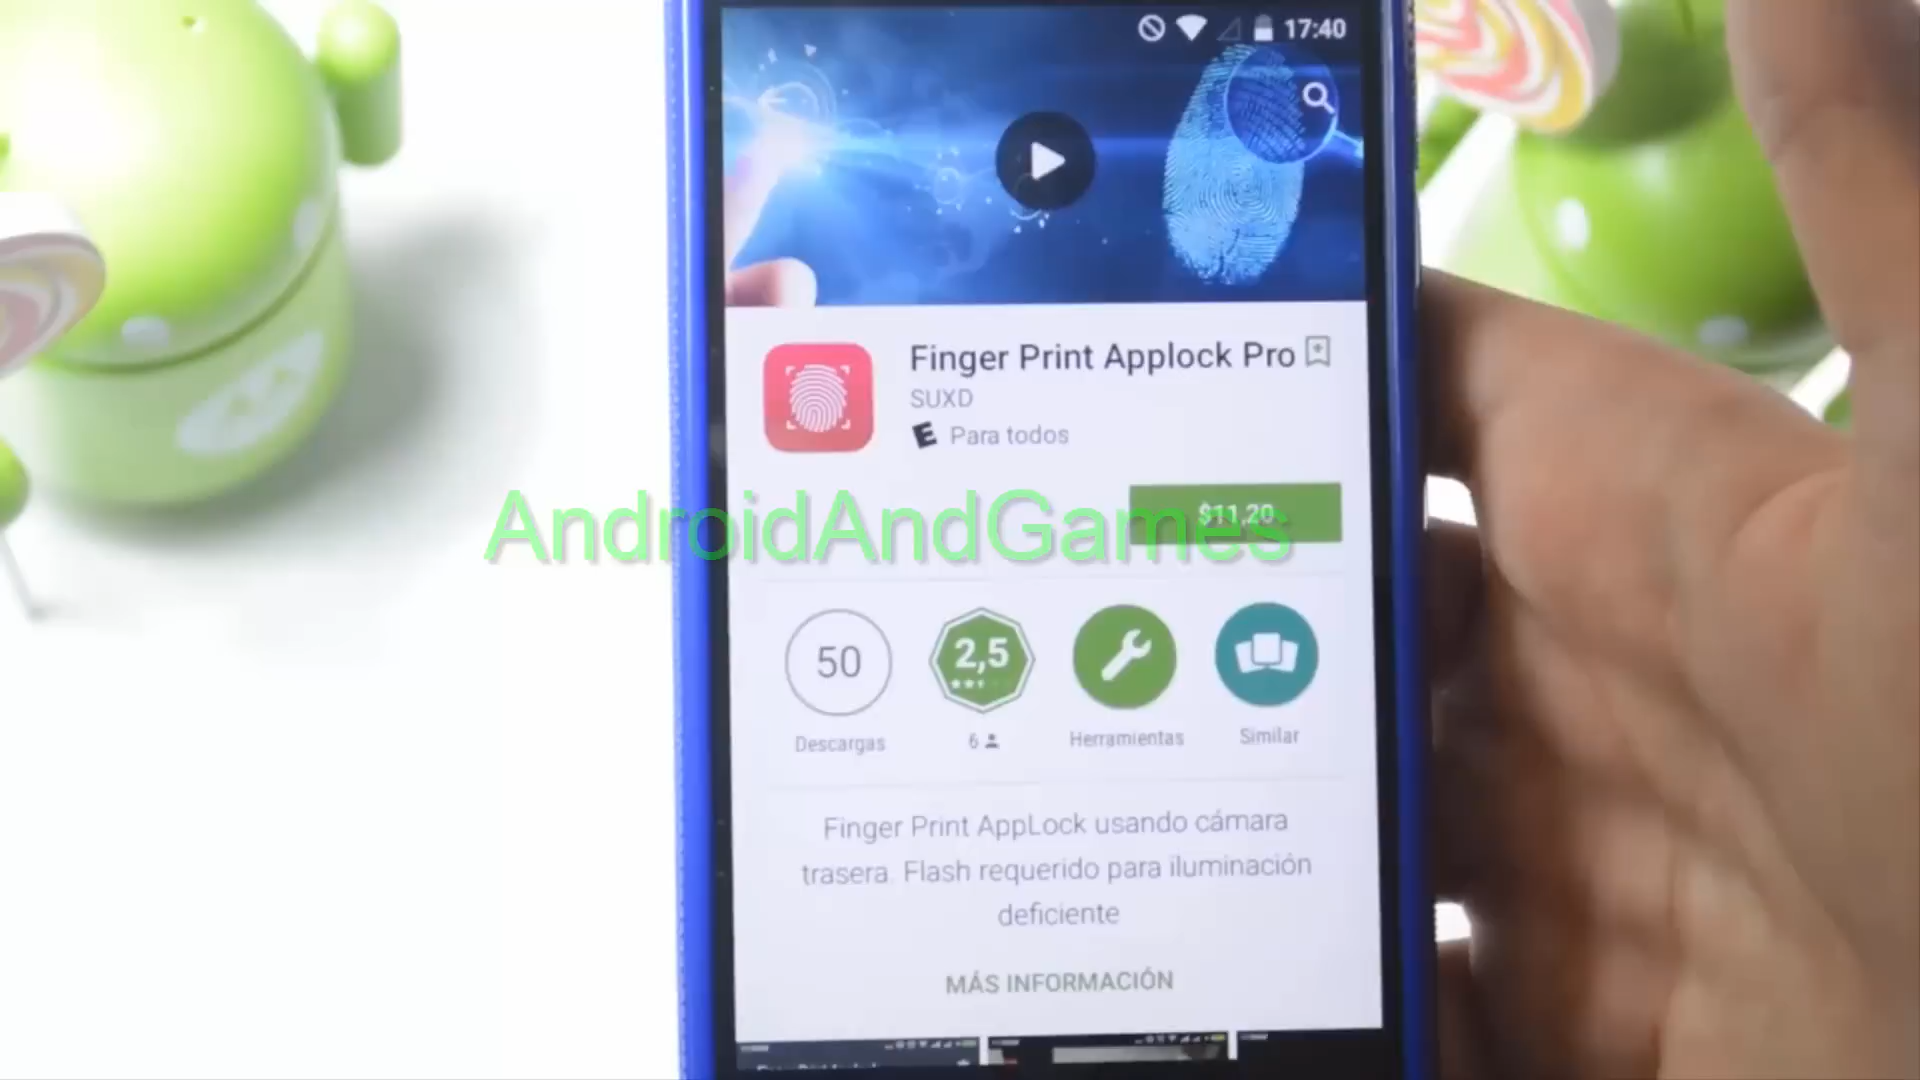 17:40
Finger Print Applock Pro
SUXD
E Para todos
$11,20
AndroidAndGames
50
2,5
Descargas
6
Herramientas
Similar
Finger Print AppLock usando cámara
trasera. Flash requerido para iluminación
deficiente
MÁS INFORMACIÓN